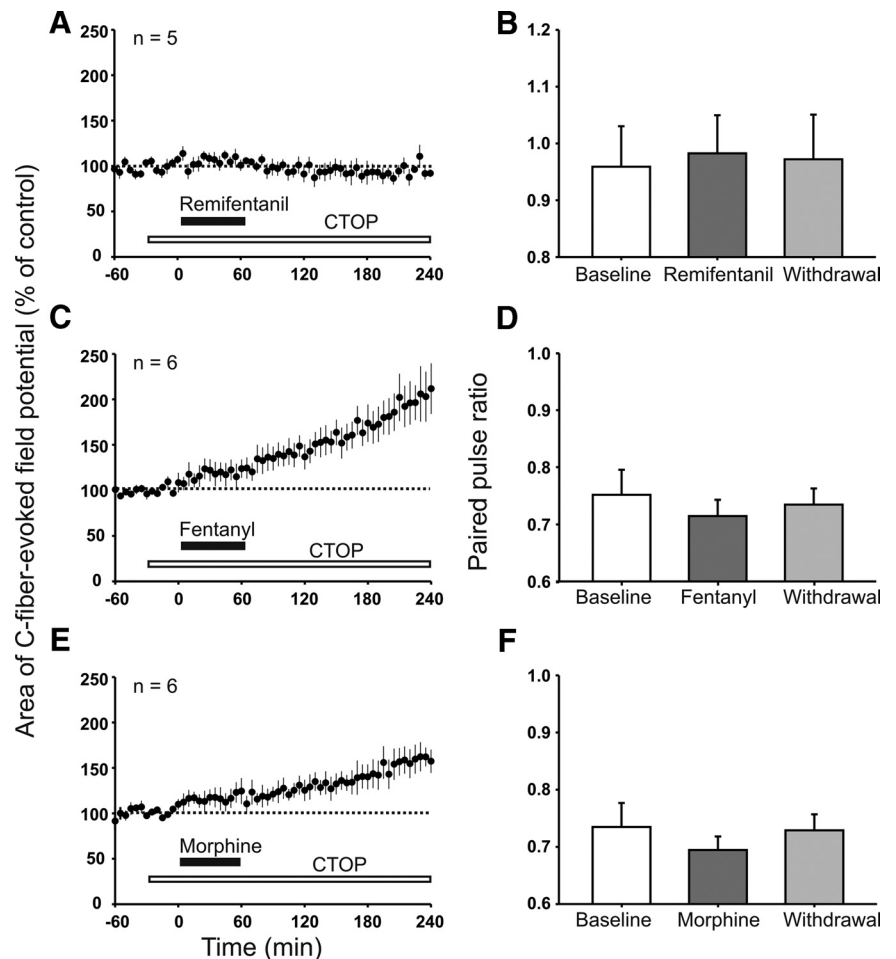 A
n = 5
250
200
150
100
50
0
Remifentanil
CTOP
-60 0 60 120 180 240
B
1.2
1.1
1.0
0.9
0.8
Baseline Remifentanil Withdrawal
C
n = 6
250
200
150
100
50
0
Fentanyl
CTOP
-60 0 60 120 180 240
D
1.0
0.9
0.8
0.7
0.6
Baseline Fentanyl Withdrawal
E
n = 6
250
200
150
100
50
0
Morphine
CTOP
-60 0 60 120 180 240
F
1.0
0.9
0.8
0.7
0.6
Baseline Morphine Withdrawal
Area of C-fiber-evoked field potential (% of control)
Time (min)
Paired pulse ratio